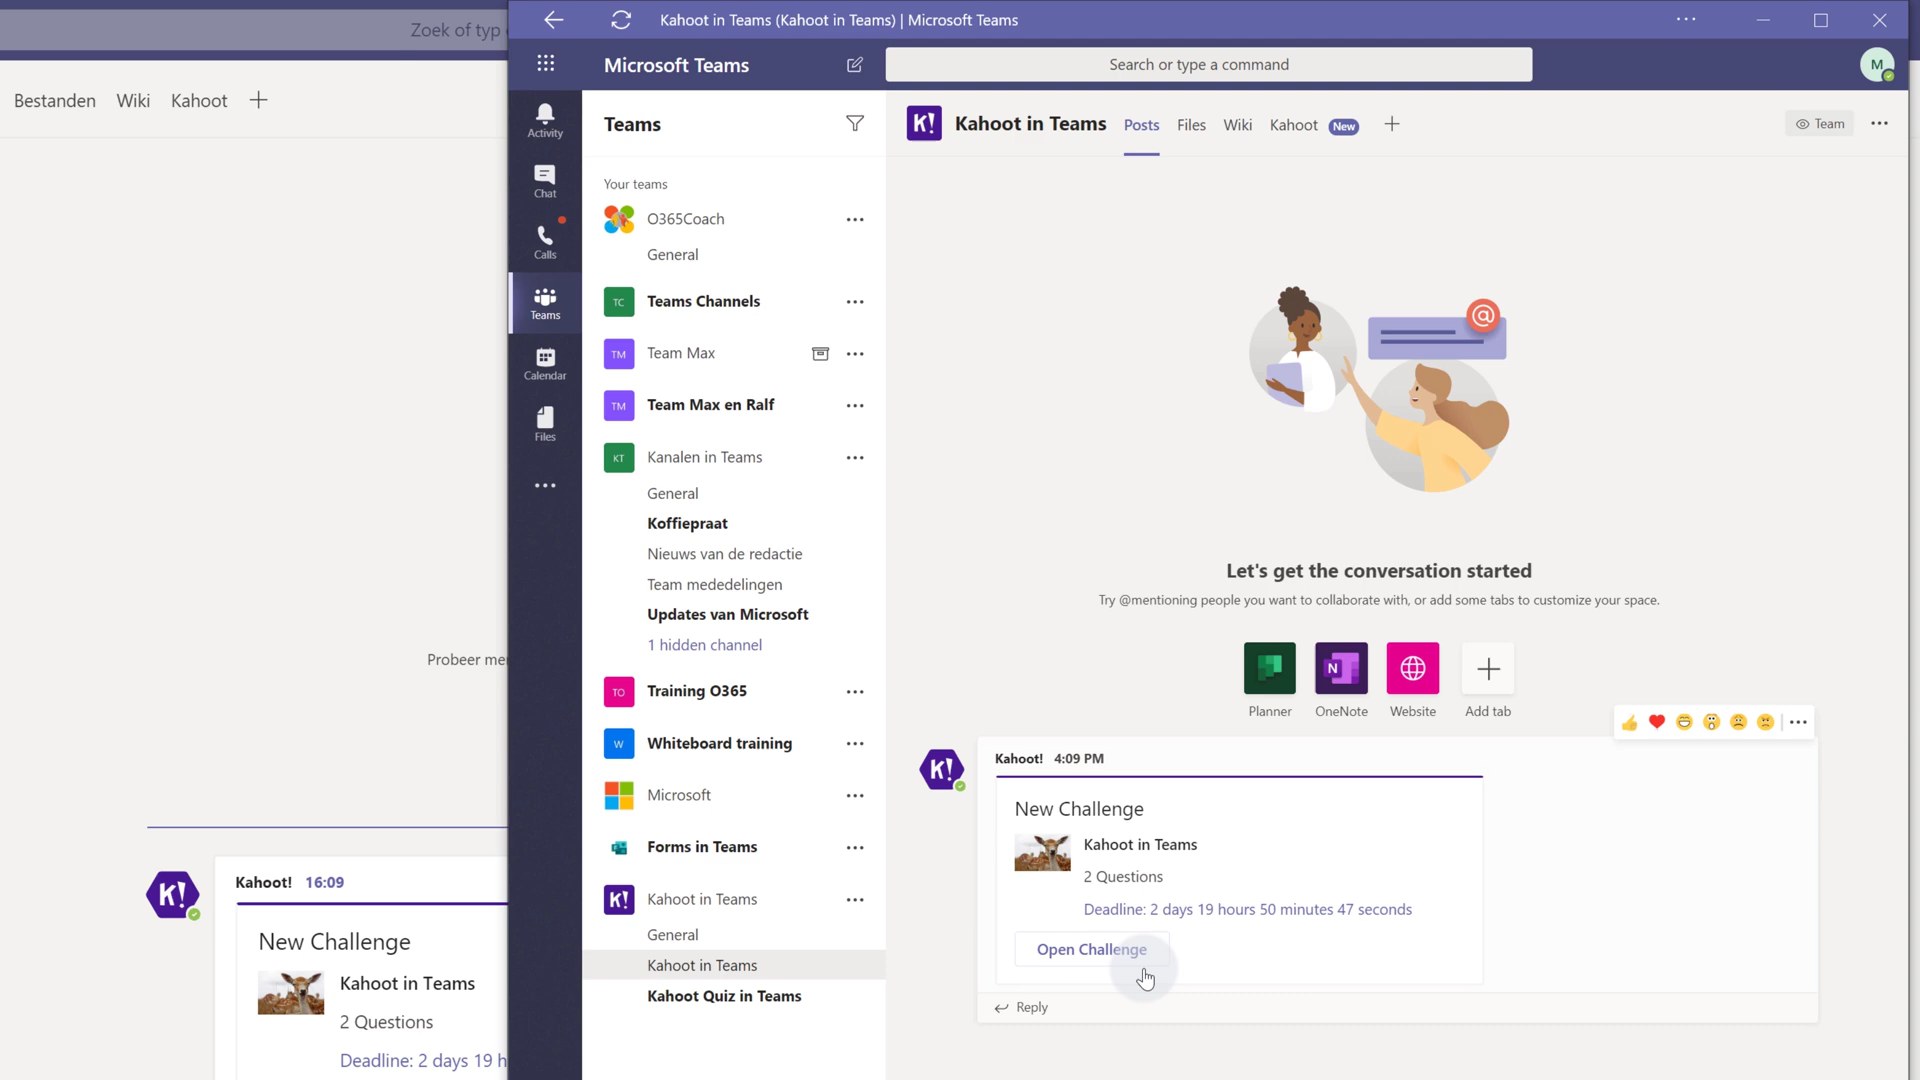 Zoek of typ
Bestanden Wiki Kahoot
Probeer me
K! Kahoot! 16:09
New Challenge
Kahoot in Teams
2 Questions
Deadline: 2 days 19 h
Kahoot in Teams (Kahoot in Teams) | Microsoft Teams
Microsoft Teams
Search or type a command
M
Activity
Chat
Calls
Teams
Calendar
Files
Teams
Your teams
O365Coach
General
TC Teams Channels
TM Team Max
TM Team Max en Ralf
KT Kanalen in Teams
General
Koffiepraat
Nieuws van de redactie
Team mededelingen
Updates van Microsoft
1 hidden channel
TO Training O365
W Whiteboard training
Microsoft
Forms in Teams
K! Kahoot in Teams
General
Kahoot in Teams
Kahoot Quiz in Teams
K! Kahoot in Teams Posts Files Wiki Kahoot New
Team
@
Let's get the conversation started
Try @mentioning people you want to collaborate with, or add some tabs to customize your space.
N
Planner OneNote Website Add tab
K! Kahoot! 4:09 PM
New Challenge
Kahoot in Teams
2 Questions
Deadline: 2 days 19 hours 50 minutes 47 seconds
Open Challenge
Reply